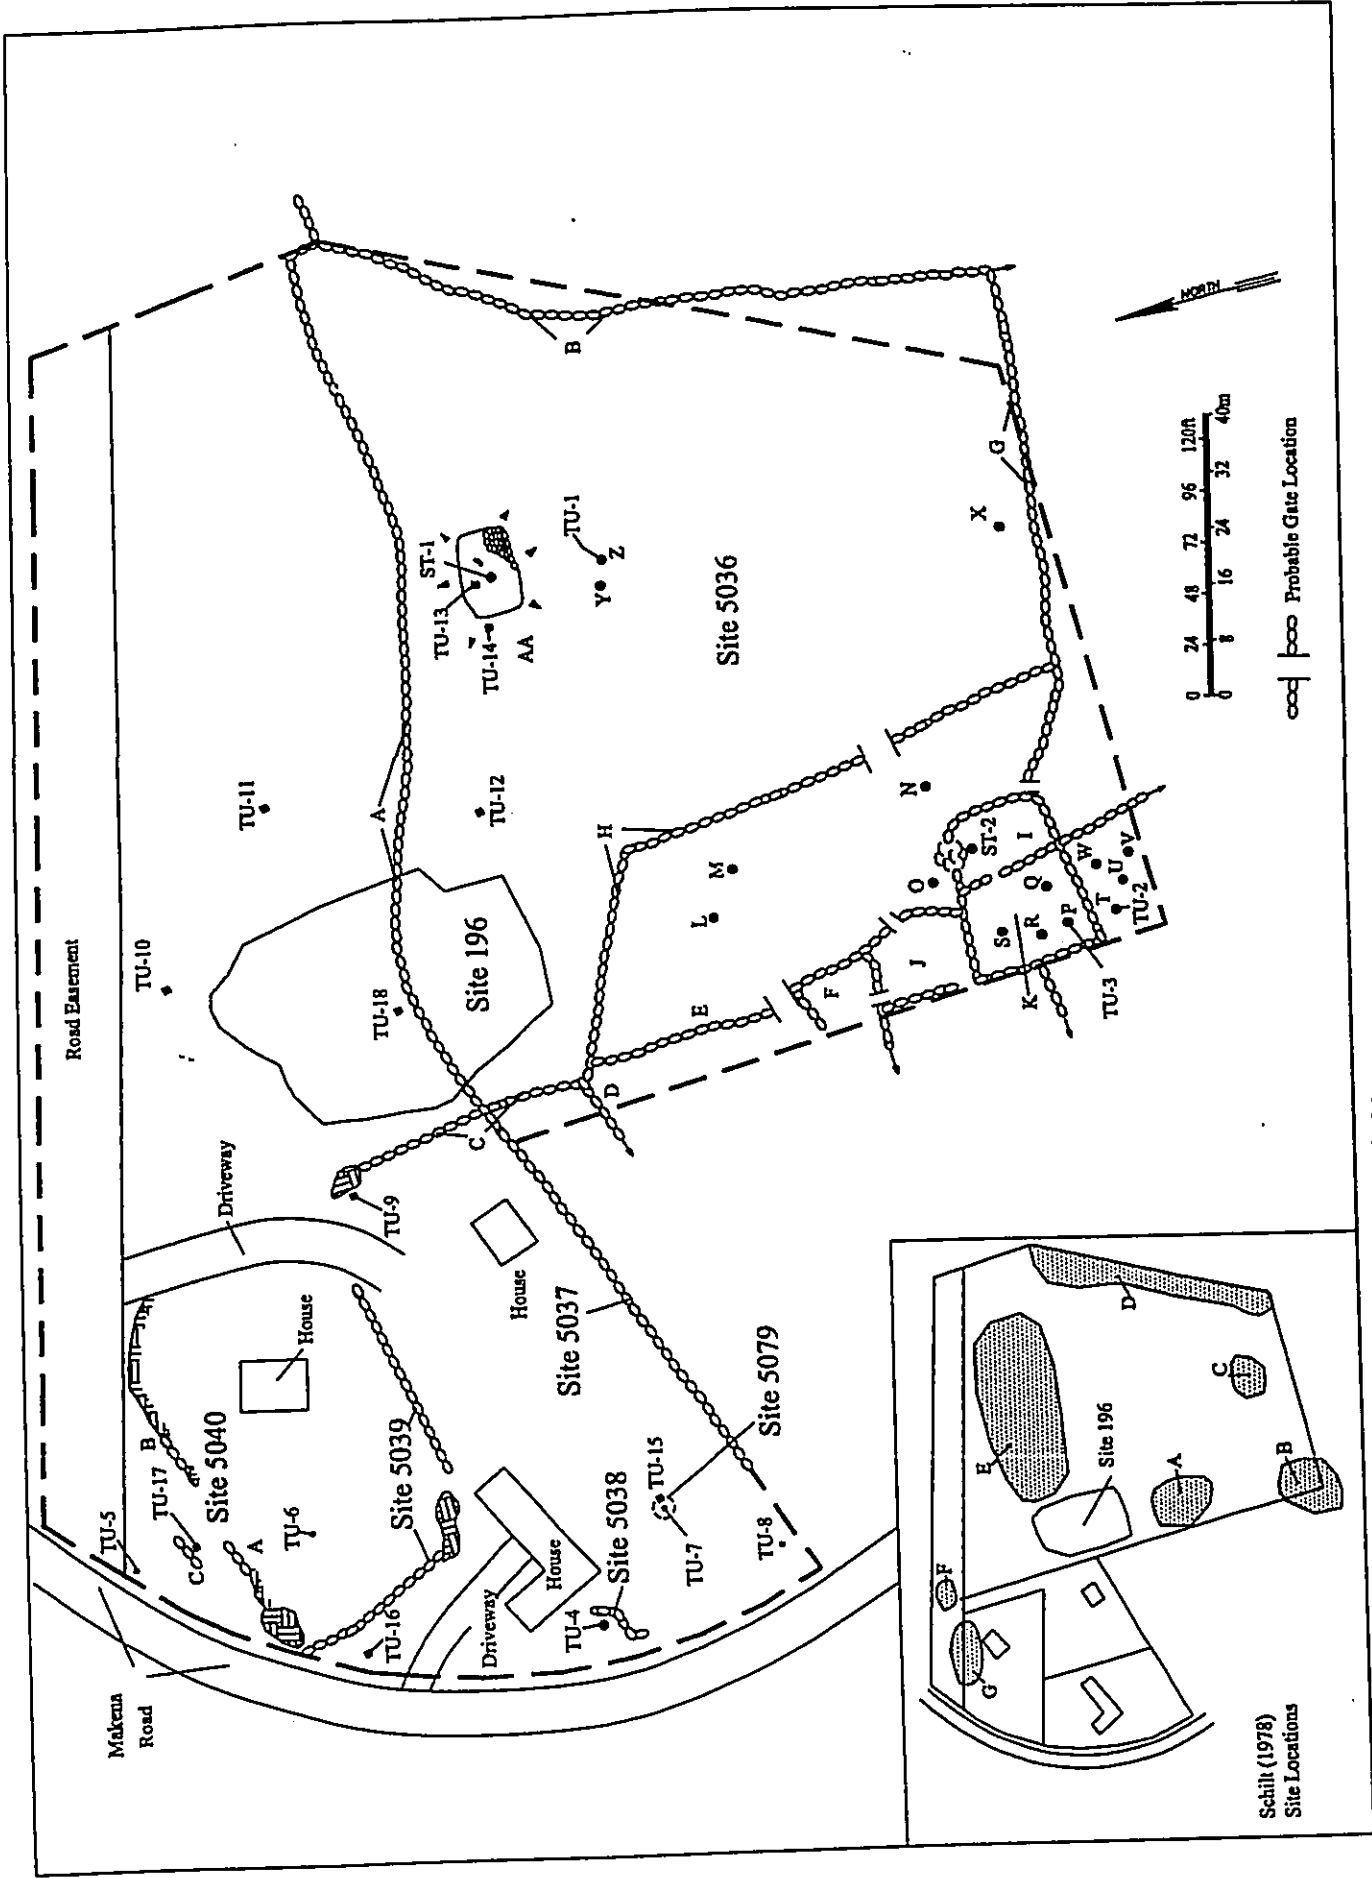 Road Easement
TU-10
TU-11
TU-18
Site 196
A
TU-12
ST-1
TU-13
TU-14
AA
TU-1
Y
Z
B
Site 5036
X
G
NORTH
H
M
L
N
O
ST-2
I
E
F
J
S
R
Q
P
K
TU-3
W
U
V
T
TU-2
D
C
TU-9
Driveway
House
House
Site 5037
Site 5079
Site 5040
B
TU-17
TU-5
C
A
TU-6
Site 5039
TU-16
Driveway
House
Site 5038
TU-4
TU-15
TU-7
TU-8
Makena
Road
0 24 48 72 96 120ft
0 8 16 24 32 40m
Probable Gate Location
E
Site 196
D
C
A
B
F
G
Schilt (1978)
Site Locations